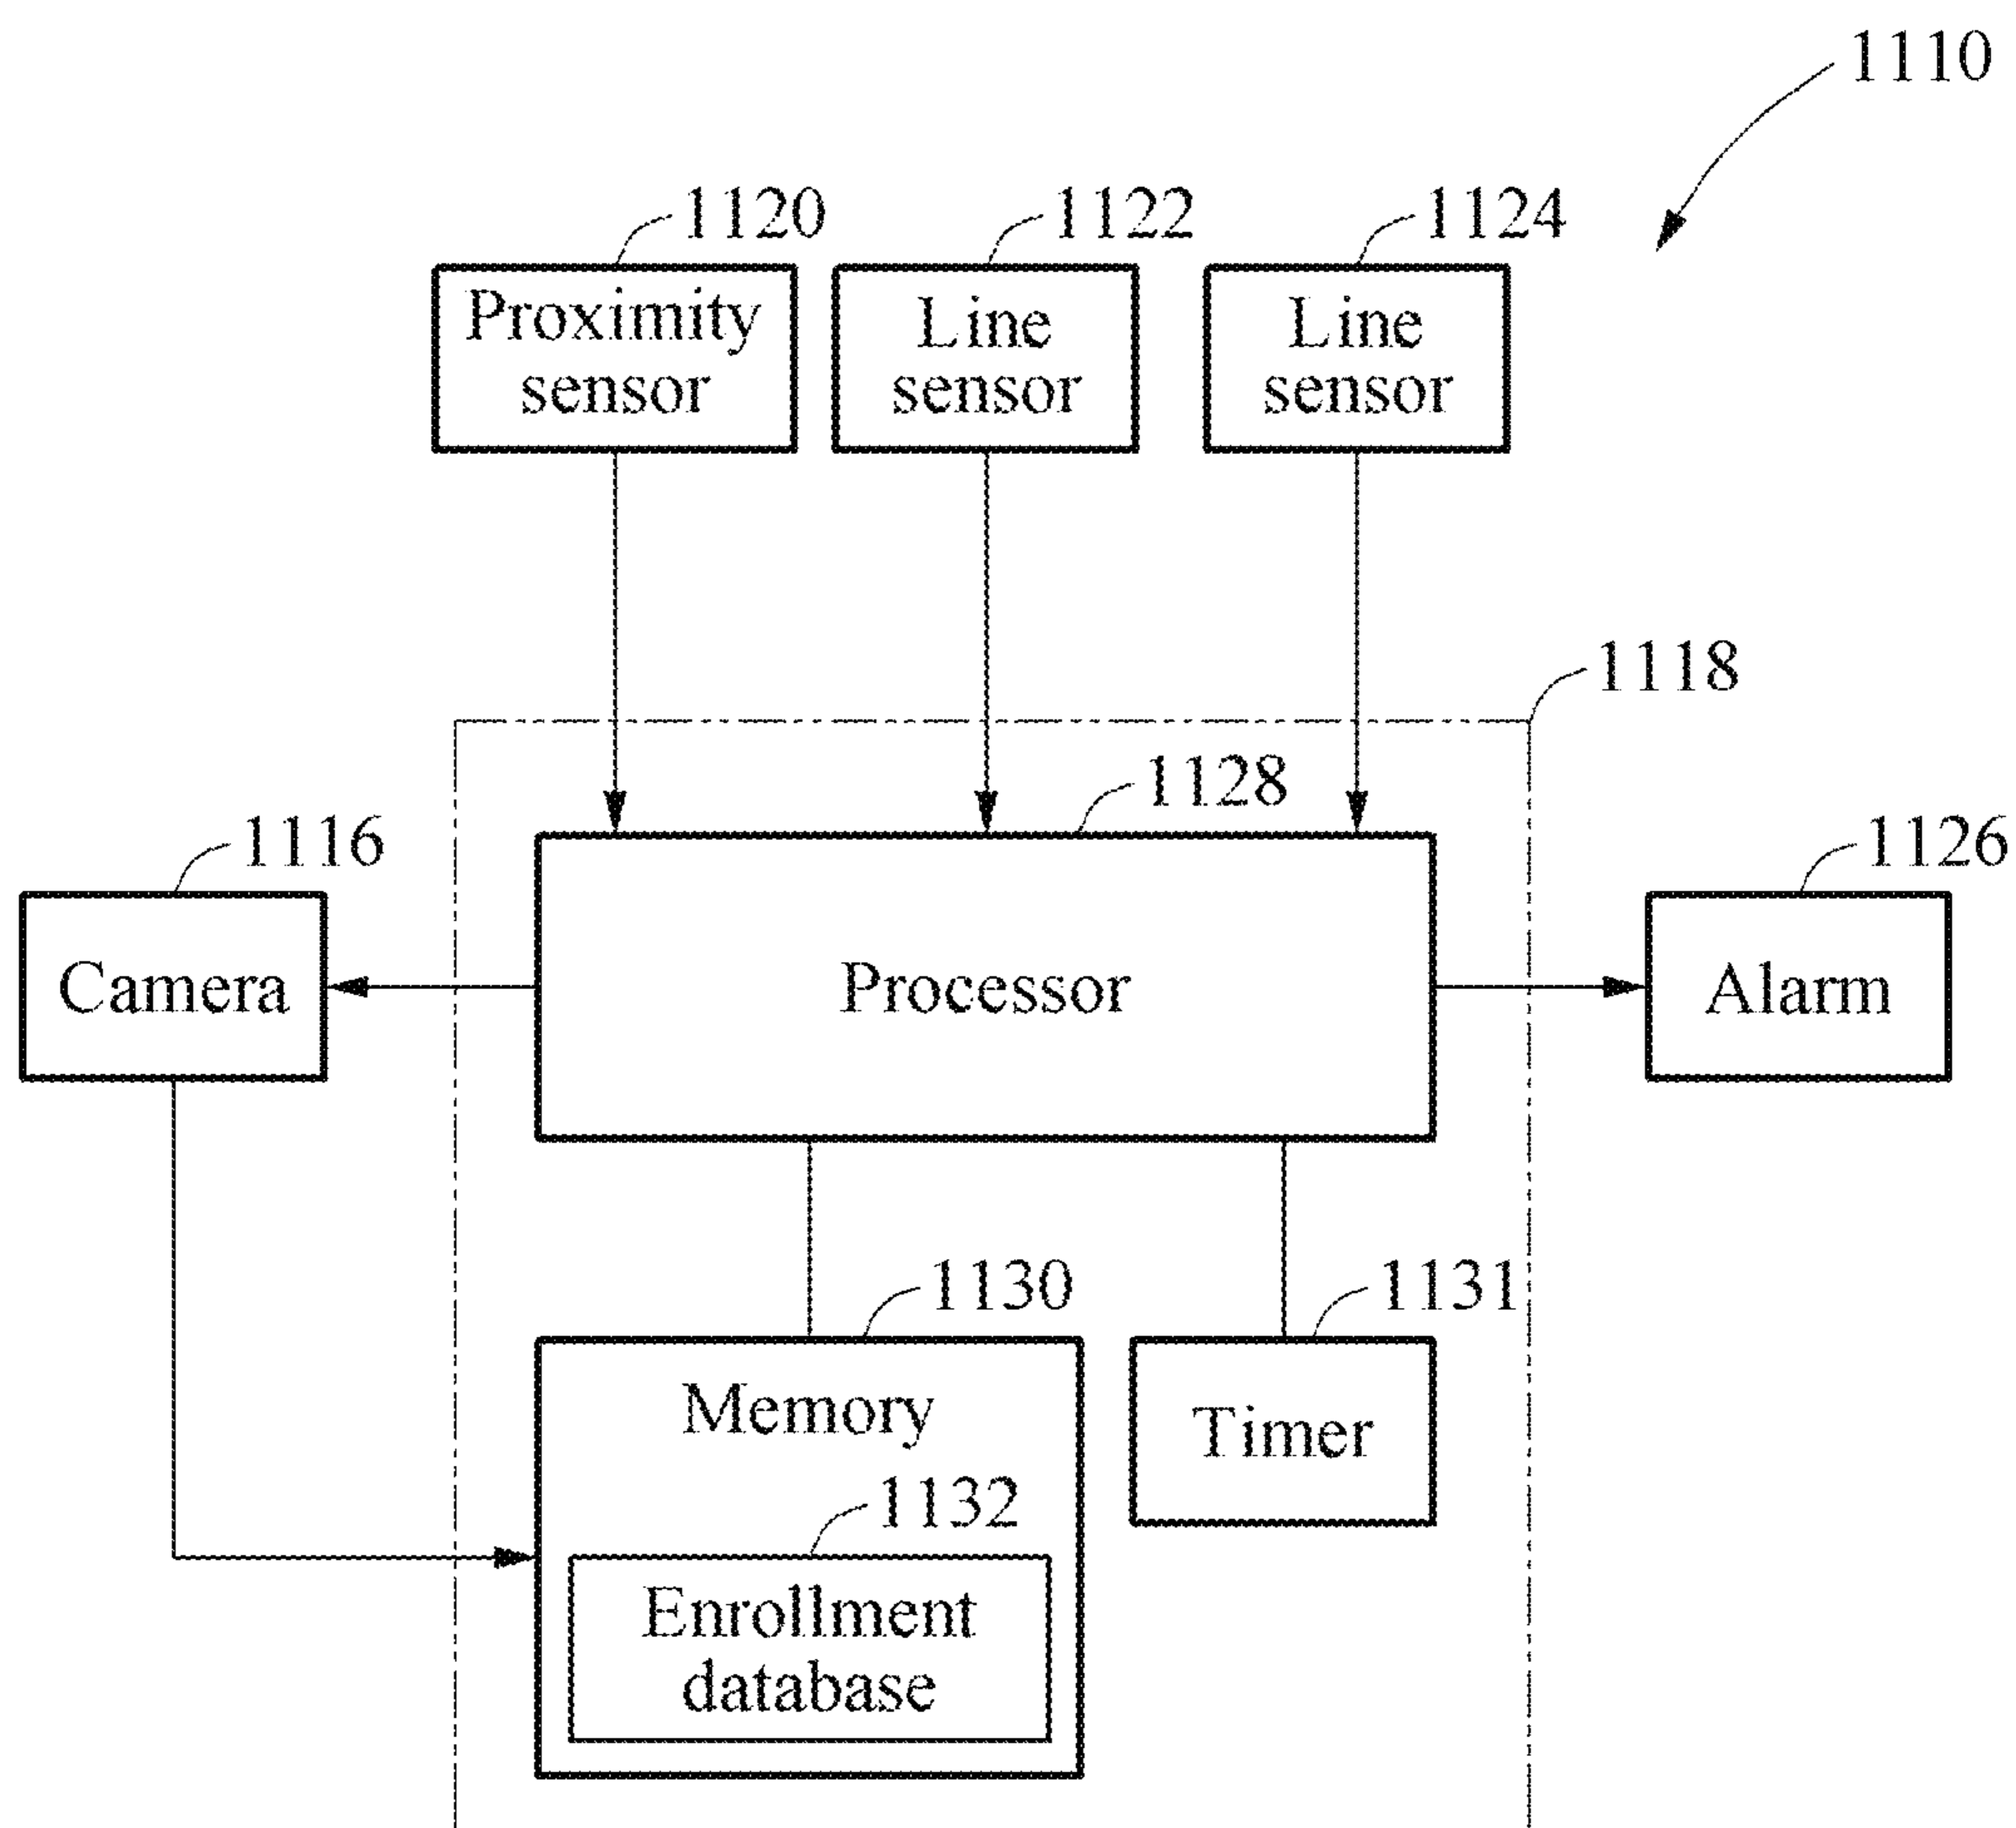 1110
1120
1122
1124
Proximity
sensor
Line
sensor
Line
sensor
1118
1128
1116
1126
Camera
Processor
Alarm
1130
1131
Memory
Timer
1132
Enrollment
database